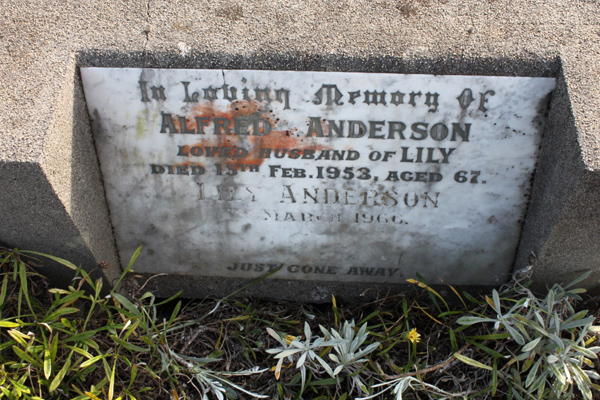 In Loving Memory Of
ALFRED ANDERSON
LOVED HUSBAND OF LILY
DIED 15TH FEB. 1953, AGED 67.
LILY ANDERSON
MARCH 1966.
JUST GONE AWAY